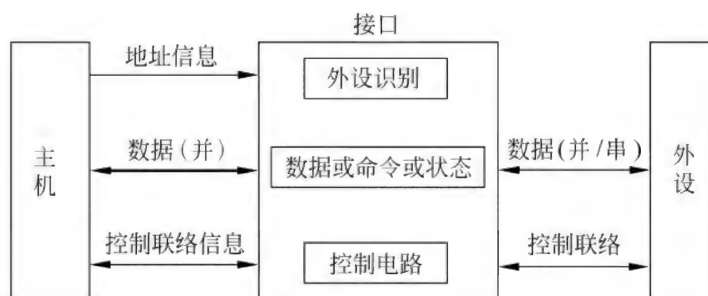 接口
地址信息
外设识别
主机
数据(并)
数据或命令或状态
数据(并/串)
外设
控制联络信息
控制电路
控制联络